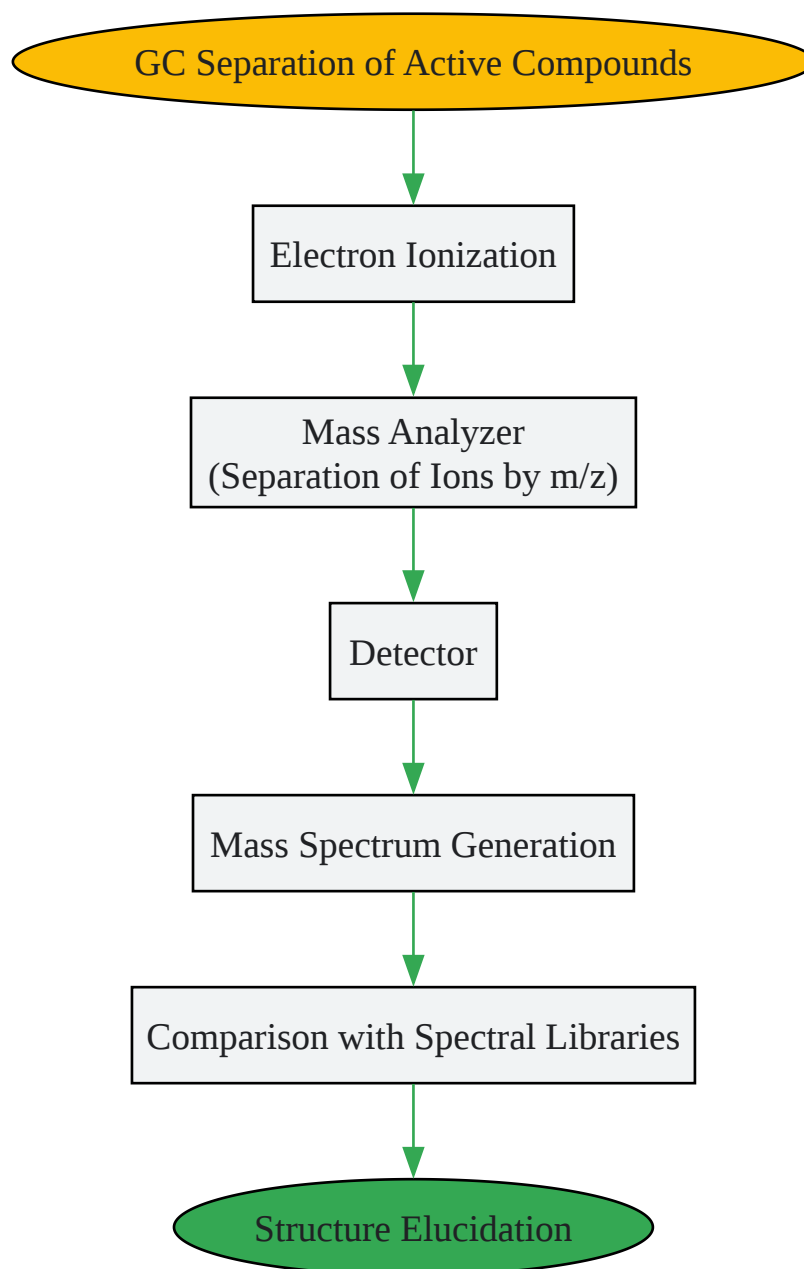 GC Separation of Active Compounds
Electron Ionization
Mass Analyzer
(Separation of Ions by m/z)
Detector
Mass Spectrum Generation
Comparison with Spectral Libraries
Structure Elucidation